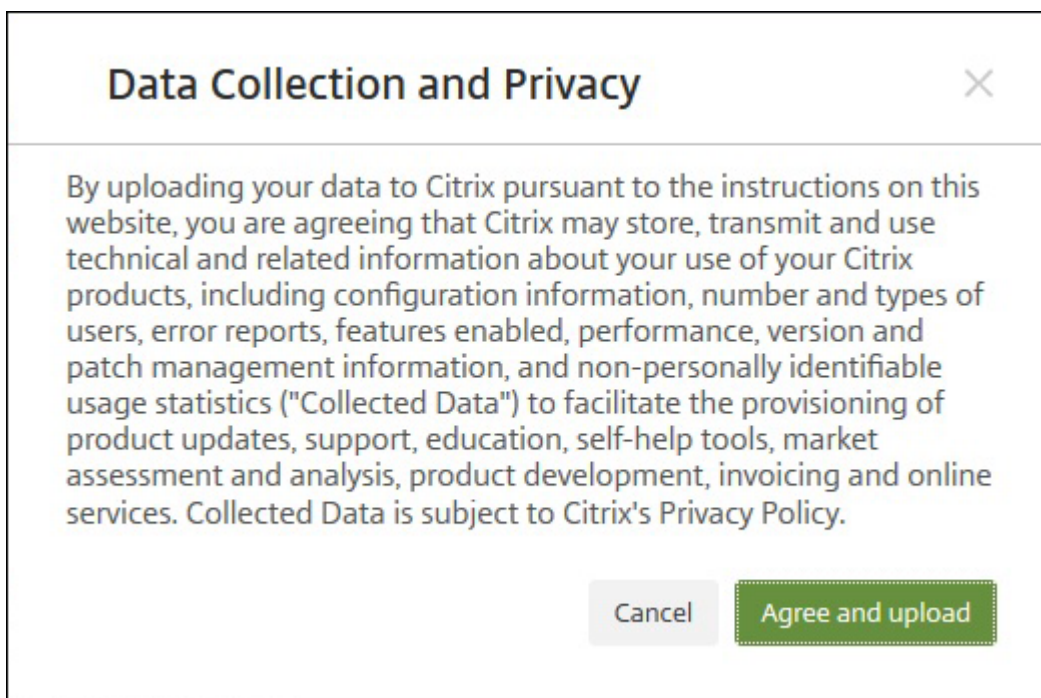 Data Collection and Privacy
By uploading your data to Citrix pursuant to the instructions on this
website, you are agreeing that Citrix may store, transmit and use
technical and related information about your use of your Citrix
products, including configuration information, number and types of
users, error reports, features enabled, performance, version and
patch management information, and non-personally identifiable
usage statistics ("Collected Data") to facilitate the provisioning of
product updates, support, education, self-help tools, market
assessment and analysis, product development, invoicing and online
services. Collected Data is subject to Citrix's Privacy Policy.
Cancel Agree and upload